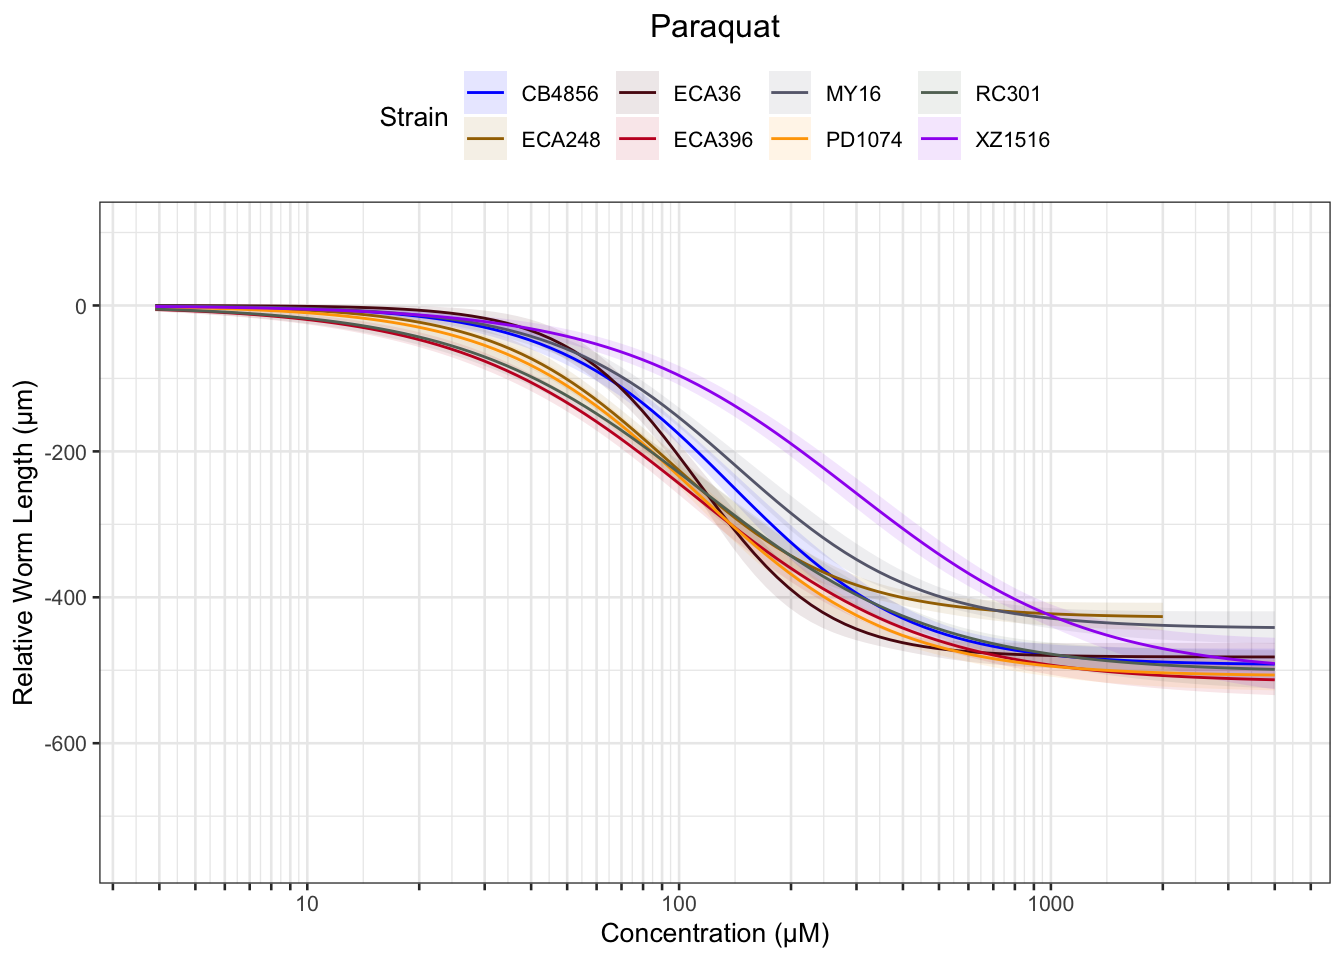 Paraquat
Strain
CB4856 ECA36 MY16 RC301
ECA248 ECA396 PD1074 XZ1516
Relative Worm Length (µm)
0
-200
-400
-600
10 100 1000
Concentration (µM)